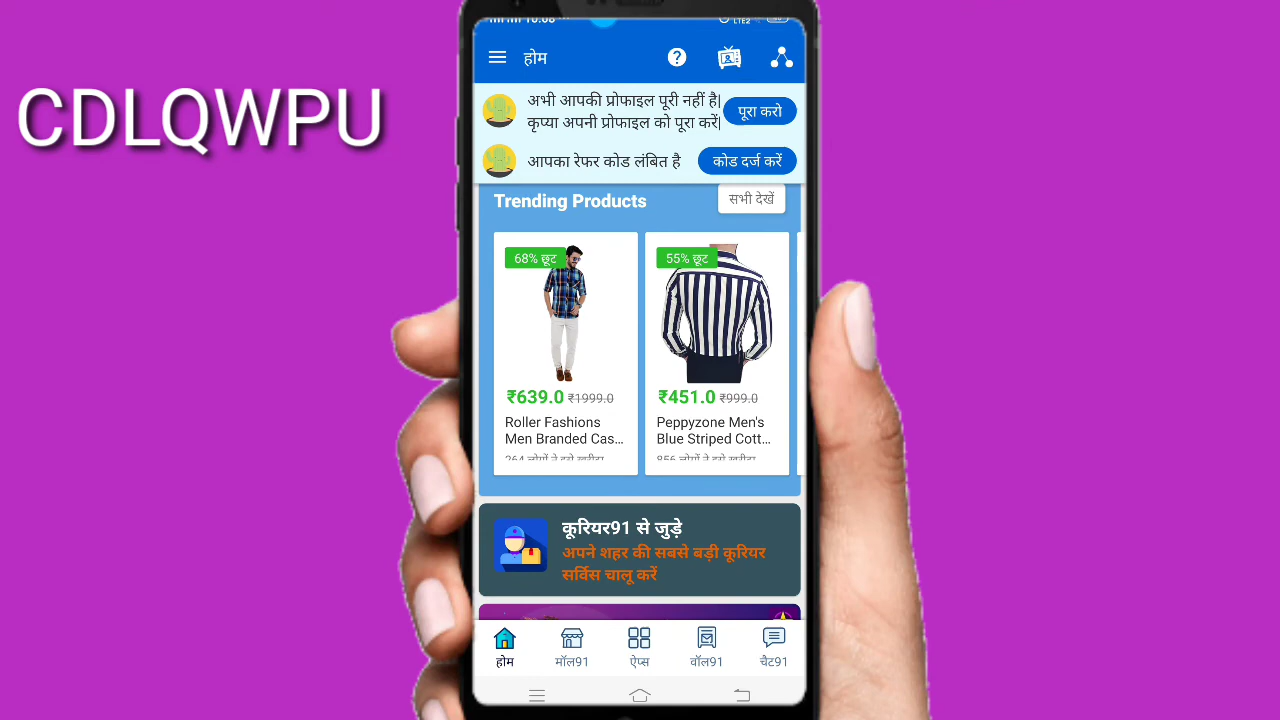 CDLQWPU
होम
अभी आपकी प्रोफाइल पूरी नहीं है|
कृप्या अपनी प्रोफाइल को पूरा करें|
पूरा करो
आपका रेफर कोड लंबित है
कोड दर्ज करें
Trending Products
सभी देखें
68% छूट
55% छूट
₹639.0 ₹1999.0
₹451.0 ₹999.0
Roller Fashions
Men Branded Cas...
Peppyzone Men's
Blue Striped Cott...
कूरियर91 से जुड़े
अपने शहर की सबसे बड़ी कूरियर
सर्विस चालू करें
होम
मॉल91
ऐप्स
वॉल91
चैट91